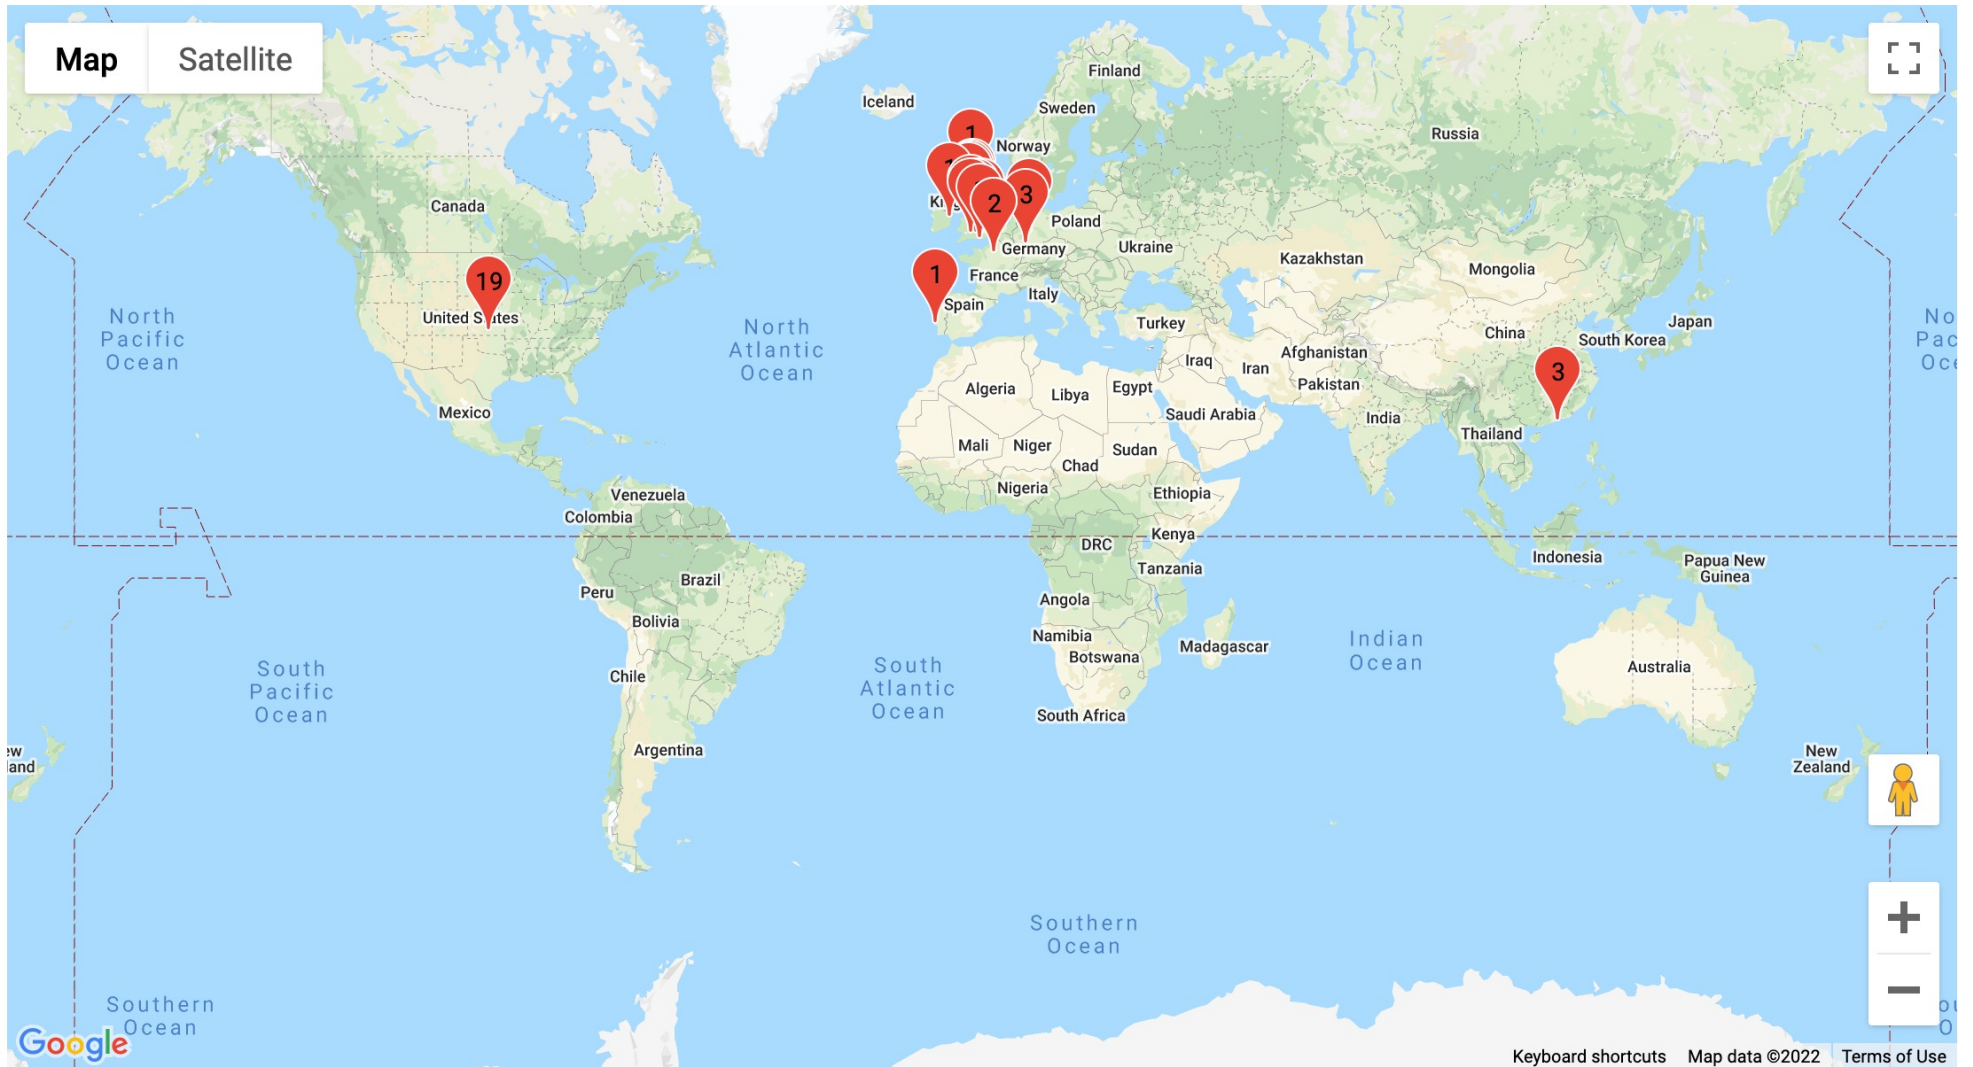 Map
Satellite
Finland
Iceland
Sweden
1
Norway
Russia
Canada
2
3
Poland
Ukraine
Germany
Kazakhstan
Mongolia
19
1
France
Italy
Spain
United States
North
Pacific
Ocean
North
Atlantic
Ocean
Turkey
China
South Korea
Japan
Iraq
Iran
Afghanistan
Pakistan
3
Algeria
Libya
Egypt
Saudi Arabia
India
Thailand
Mexico
Mali
Niger
Chad
Sudan
Nigeria
Ethiopia
Venezuela
Colombia
DRC
Kenya
Tanzania
Indonesia
Papua New
Guinea
Brazil
Peru
Bolivia
Angola
Namibia
Botswana
Madagascar
Indian
Ocean
Australia
South
Pacific
Ocean
South
Atlantic
Ocean
Chile
South Africa
Argentina
New
Zealand
Southern
Ocean
Southern
Ocean
Google
Keyboard shortcuts
Map data ©2022
Terms of Use